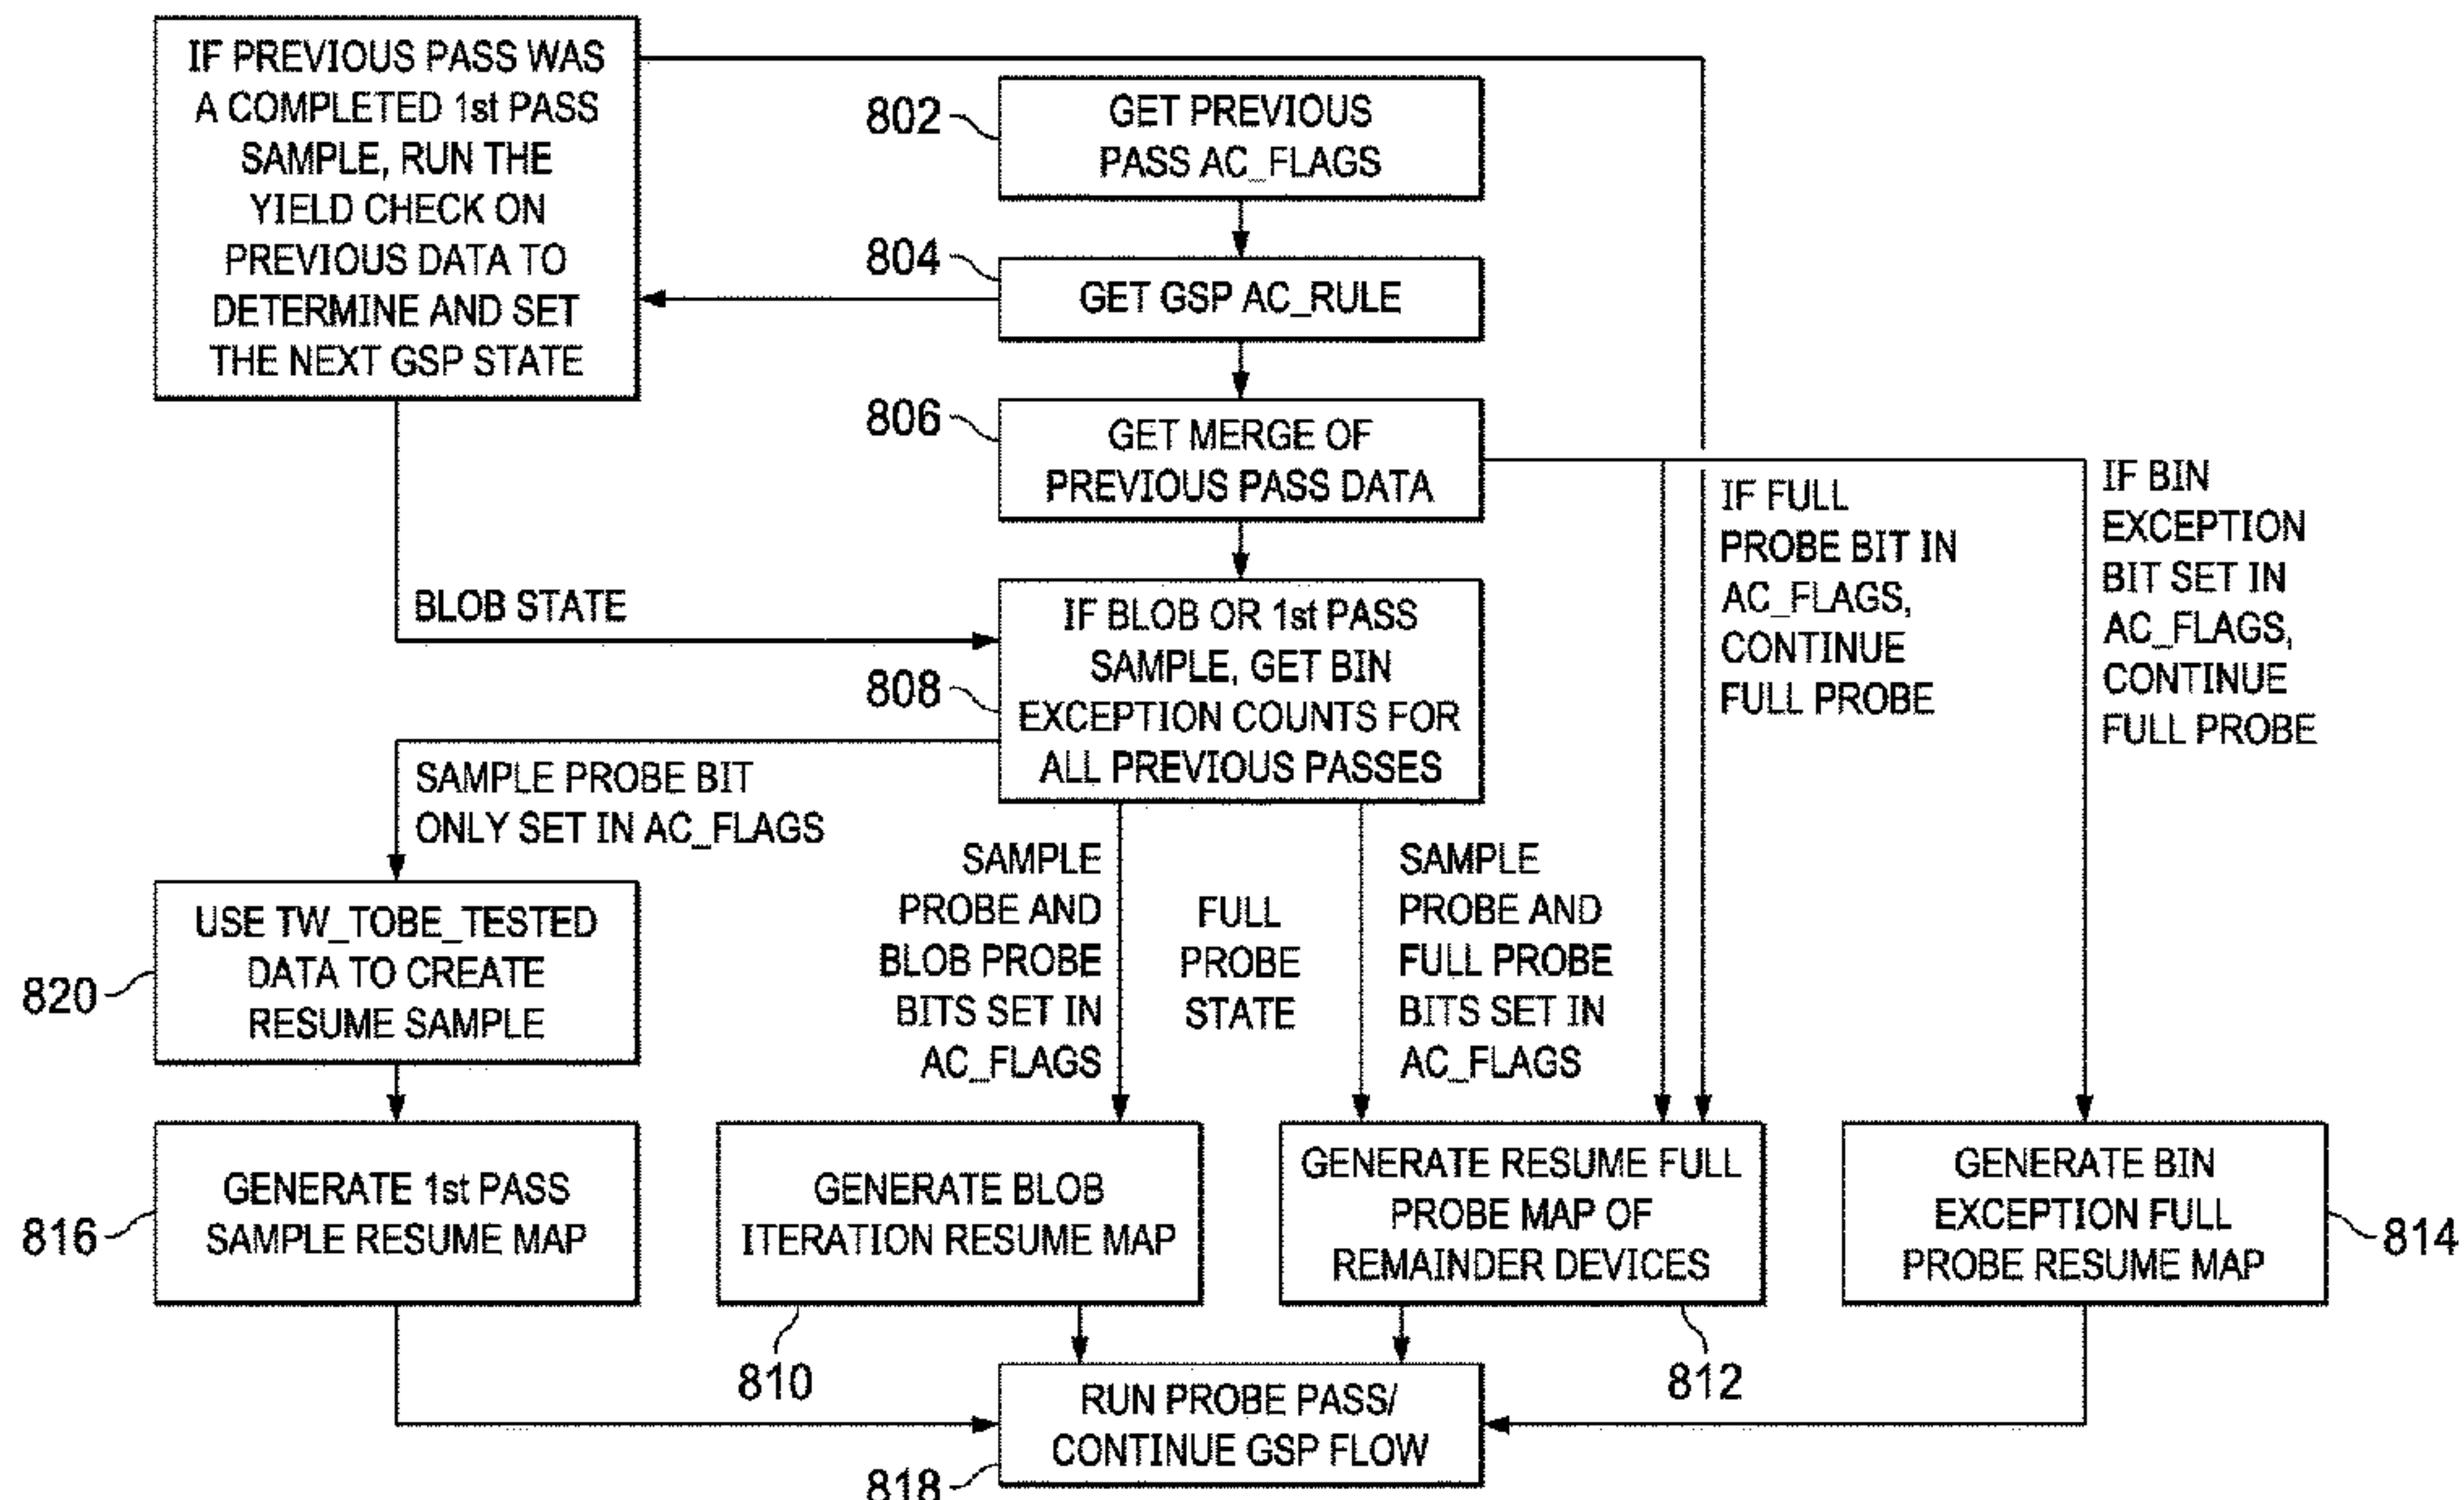 IF PREVIOUS PASS WAS
A COMPLETED 1st PASS
SAMPLE, RUN THE
YIELD CHECK ON
PREVIOUS DATA TO
DETERMINE AND SET
THE NEXT GSP STATE
802
GET PREVIOUS
PASS AC_FLAGS
804
GET GSP AC_RULE
806
GET MERGE OF
PREVIOUS PASS DATA
IF FULL
PROBE BIT IN
AC_FLAGS,
CONTINUE
FULL PROBE
IF BIN
EXCEPTION
BIT SET IN
AC_FLAGS,
CONTINUE
FULL PROBE
BLOB STATE
808
IF BLOB OR 1st PASS
SAMPLE, GET BIN
EXCEPTION COUNTS FOR
ALL PREVIOUS PASSES
SAMPLE PROBE BIT
ONLY SET IN AC_FLAGS
SAMPLE
PROBE AND
BLOB PROBE
BITS SET IN
AC_FLAGS
FULL
PROBE
STATE
SAMPLE
PROBE AND
FULL PROBE
BITS SET IN
AC_FLAGS
820
USE TW_TOBE_TESTED
DATA TO CREATE
RESUME SAMPLE
816
GENERATE 1st PASS
SAMPLE RESUME MAP
GENERATE BLOB
ITERATION RESUME MAP
810
GENERATE RESUME FULL
PROBE MAP OF
REMAINDER DEVICES
812
GENERATE BIN
EXCEPTION FULL
PROBE RESUME MAP
814
RUN PROBE PASS/
CONTINUE GSP FLOW
818